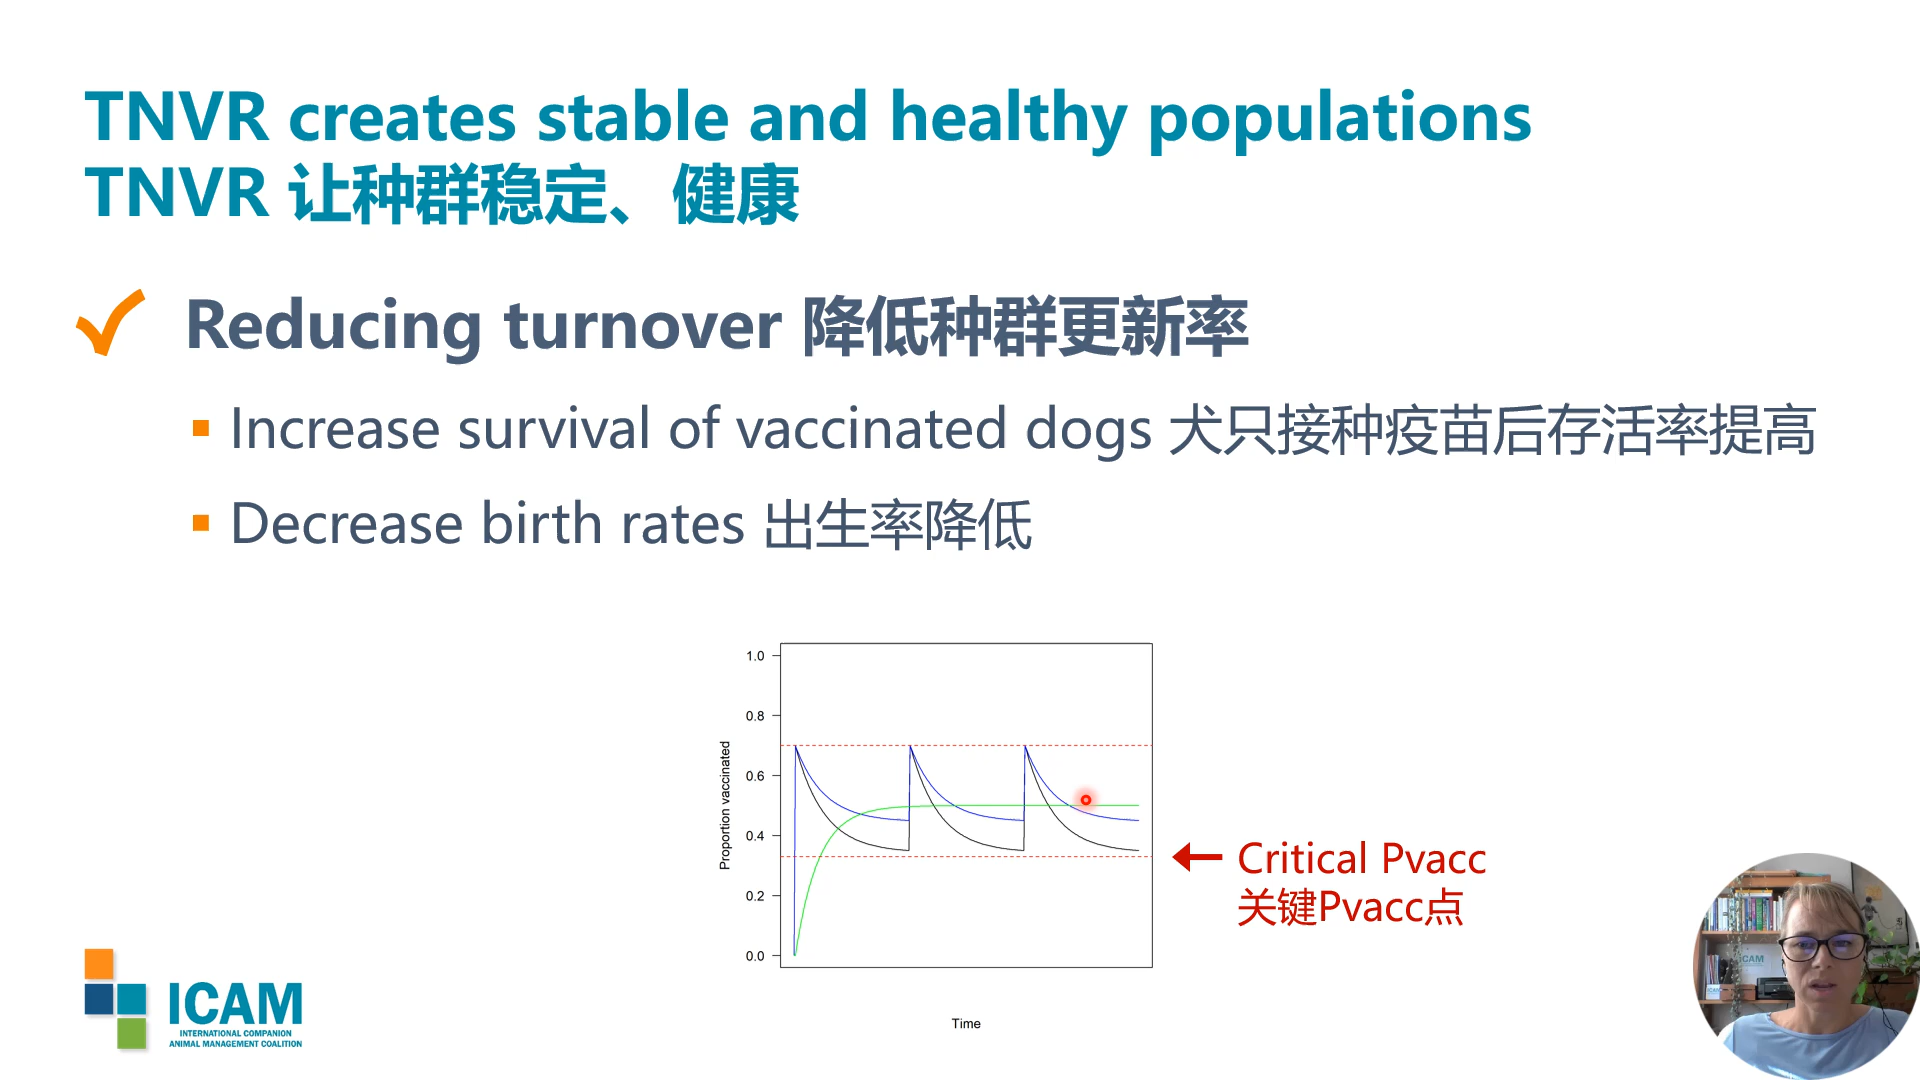 TNVR creates stable and healthy populations
TNVR 让种群稳定、健康
Reducing turnover 降低种群更新率
Increase survival of vaccinated dogs 犬只接种疫苗后存活率提高
Decrease birth rates 出生率降低
1.0
0.8
0.6
0.4
0.2
0.0
Proportion vaccinated
Time
Critical Pvacc
关键Pvacc点
ICAM
INTERNATIONAL COMPANION
ANIMAL MANAGEMENT COALITION
ICAM